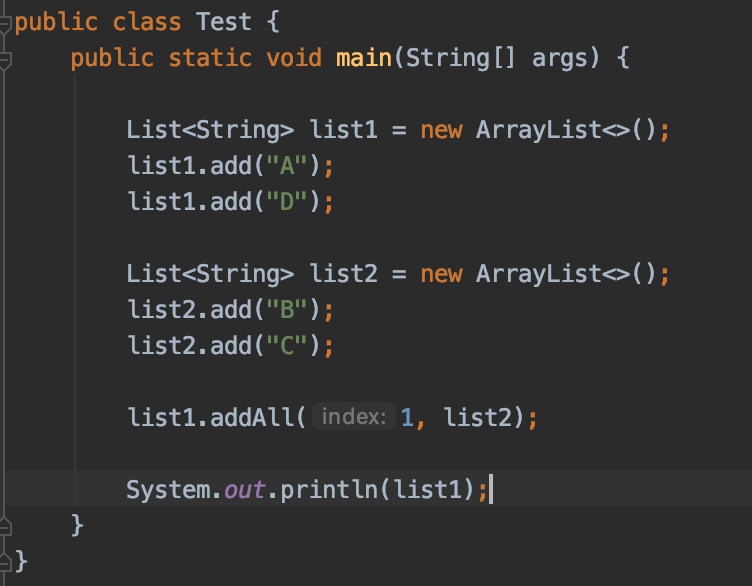 public class Test {
    public static void main(String[] args) {

        List<String> list1 = new ArrayList<>();
        list1.add("A");
        list1.add("D");

        List<String> list2 = new ArrayList<>();
        list2.add("B");
        list2.add("C");

        list1.addAll( index: 1, list2);

        System.out.println(list1);
    }
}